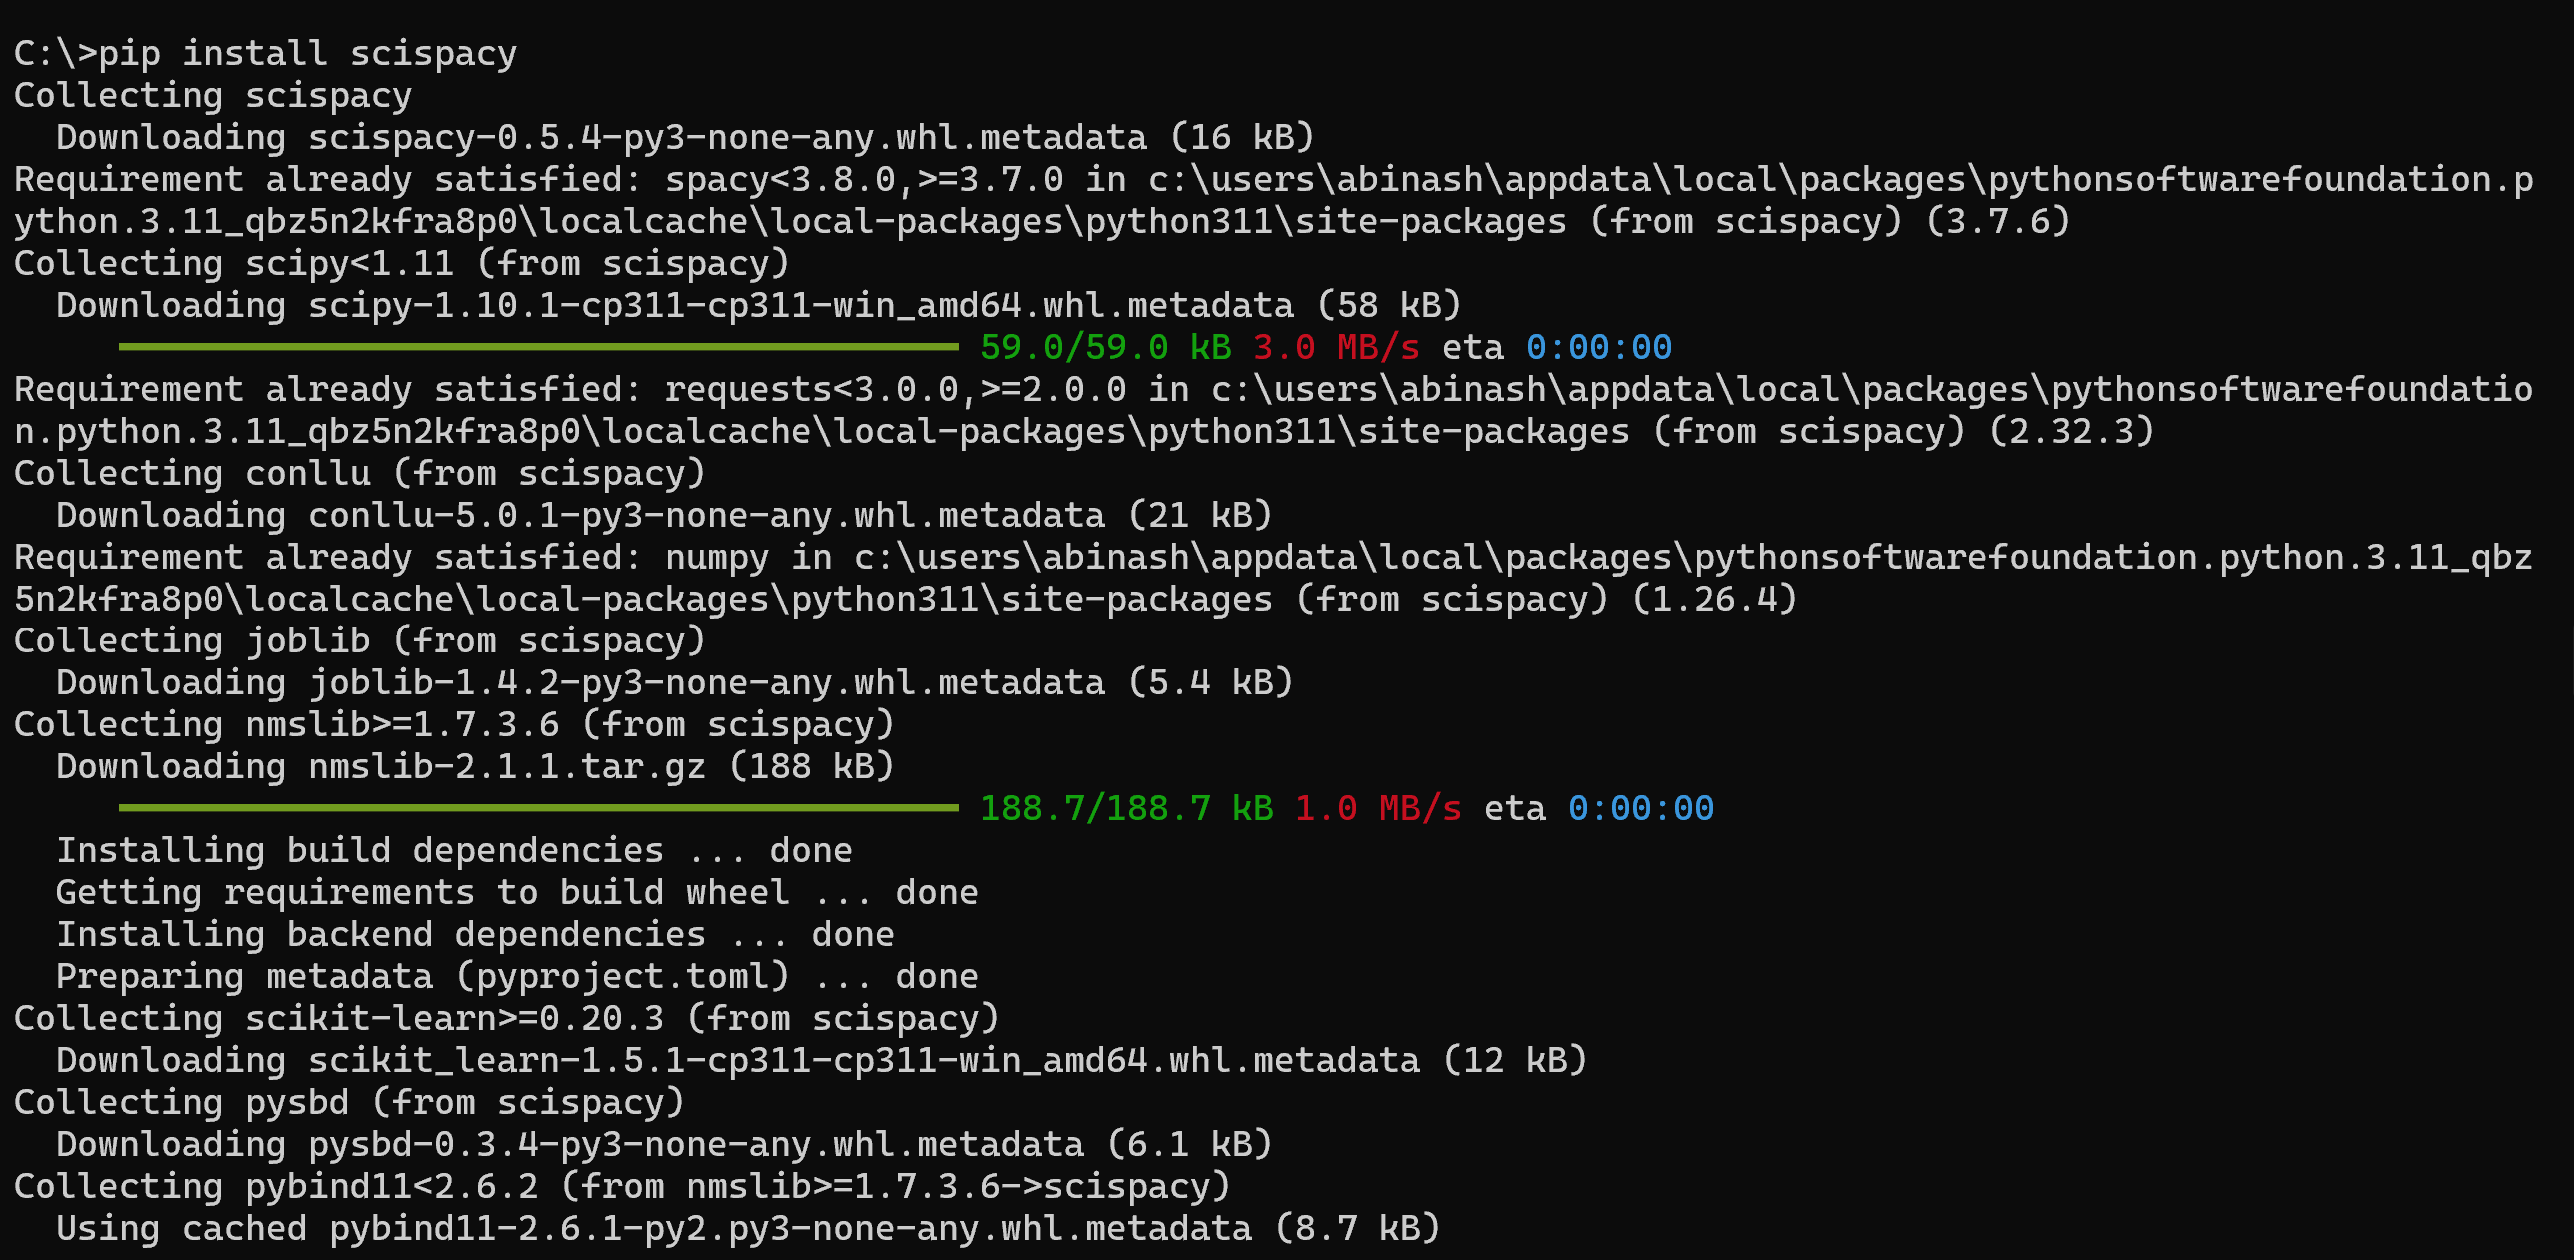 C:\>pip install scispacy
Collecting scispacy
  Downloading scispacy-0.5.4-py3-none-any.whl.metadata (16 kB)
Requirement already satisfied: spacy<3.8.0,>=3.7.0 in c:\users\abinash\appdata\local\packages\pythonsoftwarefoundation.p
ython.3.11_qbz5n2kfra8p0\localcache\local-packages\python311\site-packages (from scispacy) (3.7.6)
Collecting scipy<1.11 (from scispacy)
  Downloading scipy-1.10.1-cp311-cp311-win_amd64.whl.metadata (58 kB)
59.0/59.0 kB 3.0 MB/s eta 0:00:00
Requirement already satisfied: requests<3.0.0,>=2.0.0 in c:\users\abinash\appdata\local\packages\pythonsoftwarefoundatio
n.python.3.11_qbz5n2kfra8p0\localcache\local-packages\python311\site-packages (from scispacy) (2.32.3)
Collecting conllu (from scispacy)
  Downloading conllu-5.0.1-py3-none-any.whl.metadata (21 kB)
Requirement already satisfied: numpy in c:\users\abinash\appdata\local\packages\pythonsoftwarefoundation.python.3.11_qbz
5n2kfra8p0\localcache\local-packages\python311\site-packages (from scispacy) (1.26.4)
Collecting joblib (from scispacy)
  Downloading joblib-1.4.2-py3-none-any.whl.metadata (5.4 kB)
Collecting nmslib>=1.7.3.6 (from scispacy)
  Downloading nmslib-2.1.1.tar.gz (188 kB)
188.7/188.7 kB 1.0 MB/s eta 0:00:00
  Installing build dependencies ... done
  Getting requirements to build wheel ... done
  Installing backend dependencies ... done
  Preparing metadata (pyproject.toml) ... done
Collecting scikit-learn>=0.20.3 (from scispacy)
  Downloading scikit_learn-1.5.1-cp311-cp311-win_amd64.whl.metadata (12 kB)
Collecting pysbd (from scispacy)
  Downloading pysbd-0.3.4-py3-none-any.whl.metadata (6.1 kB)
Collecting pybind11<2.6.2 (from nmslib>=1.7.3.6->scispacy)
  Using cached pybind11-2.6.1-py2.py3-none-any.whl.metadata (8.7 kB)